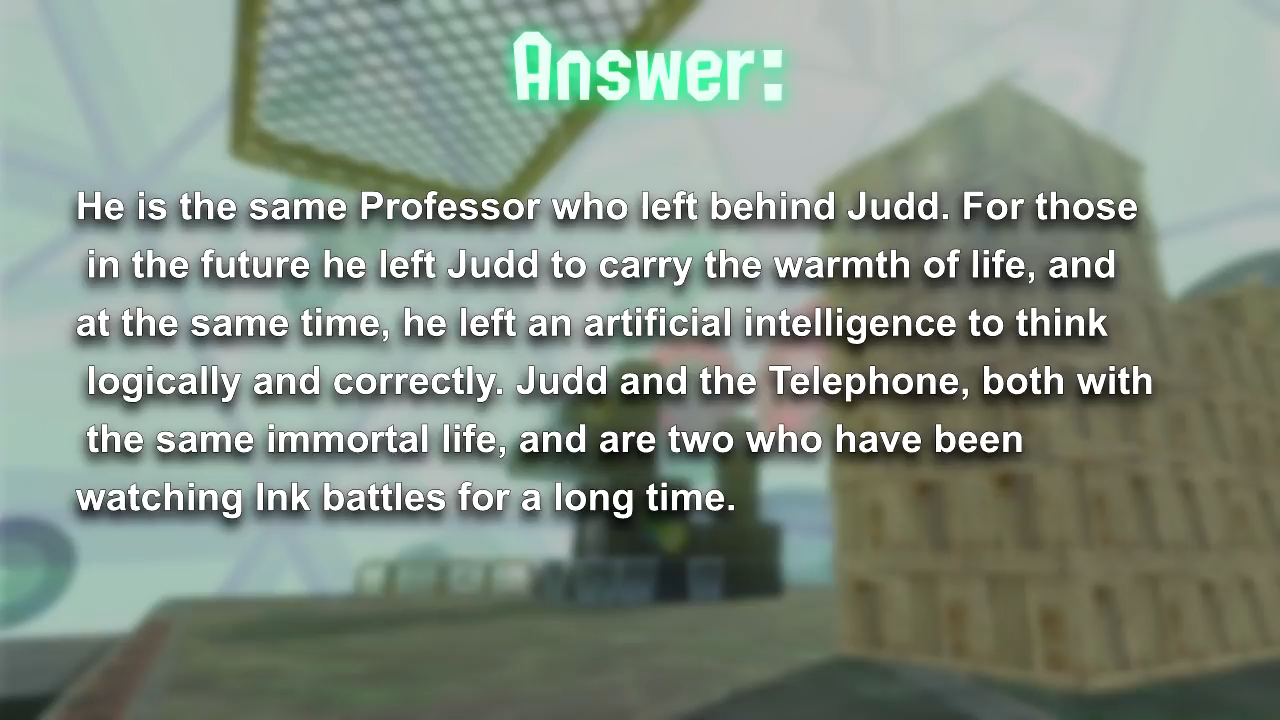 Answer:
He is the same Professor who left behind Judd. For those
in the future he left Judd to carry the warmth of life, and
at the same time, he left an artificial intelligence to think
logically and correctly. Judd and the Telephone, both with
the same immortal life, and are two who have been
watching Ink battles for a long time.